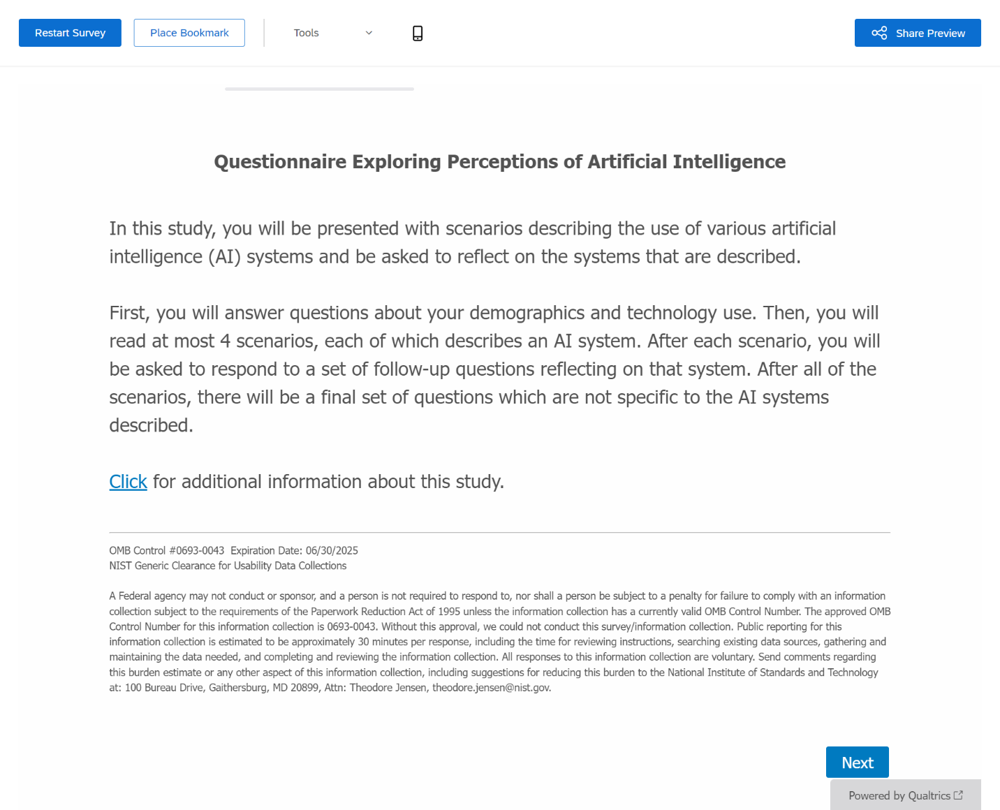 Restart Survey
Place Bookmark
Tools
Share Preview
Questionnaire Exploring Perceptions of Artificial Intelligence
In this study, you will be presented with scenarios describing the use of various artificial
intelligence (AI) systems and be asked to reflect on the systems that are described.
First, you will answer questions about your demographics and technology use. Then, you will
read at most 4 scenarios, each of which describes an AI system. After each scenario, you will
be asked to respond to a set of follow-up questions reflecting on that system. After all of the
scenarios, there will be a final set of questions which are not specific to the AI systems
described.
Click for additional information about this study.
OMB Control #0693-0043  Expiration Date: 06/30/2025
NIST Generic Clearance for Usability Data Collections
A Federal agency may not conduct or sponsor, and a person is not required to respond to, nor shall a person be subject to a penalty for failure to comply with an information
collection subject to the requirements of the Paperwork Reduction Act of 1995 unless the information collection has a currently valid OMB Control Number. The approved OMB
Control Number for this information collection is 0693-0043. Without this approval, we could not conduct this survey/information collection. Public reporting for this
information collection is estimated to be approximately 30 minutes per response, including the time for reviewing instructions, searching existing data sources, gathering and
maintaining the data needed, and completing and reviewing the information collection. All responses to this information collection are voluntary. Send comments regarding
this burden estimate or any other aspect of this information collection, including suggestions for reducing this burden to the National Institute of Standards and Technology
at: 100 Bureau Drive, Gaithersburg, MD 20899, Attn: Theodore Jensen, theodore.jensen@nist.gov.
Next
Powered by Qualtrics